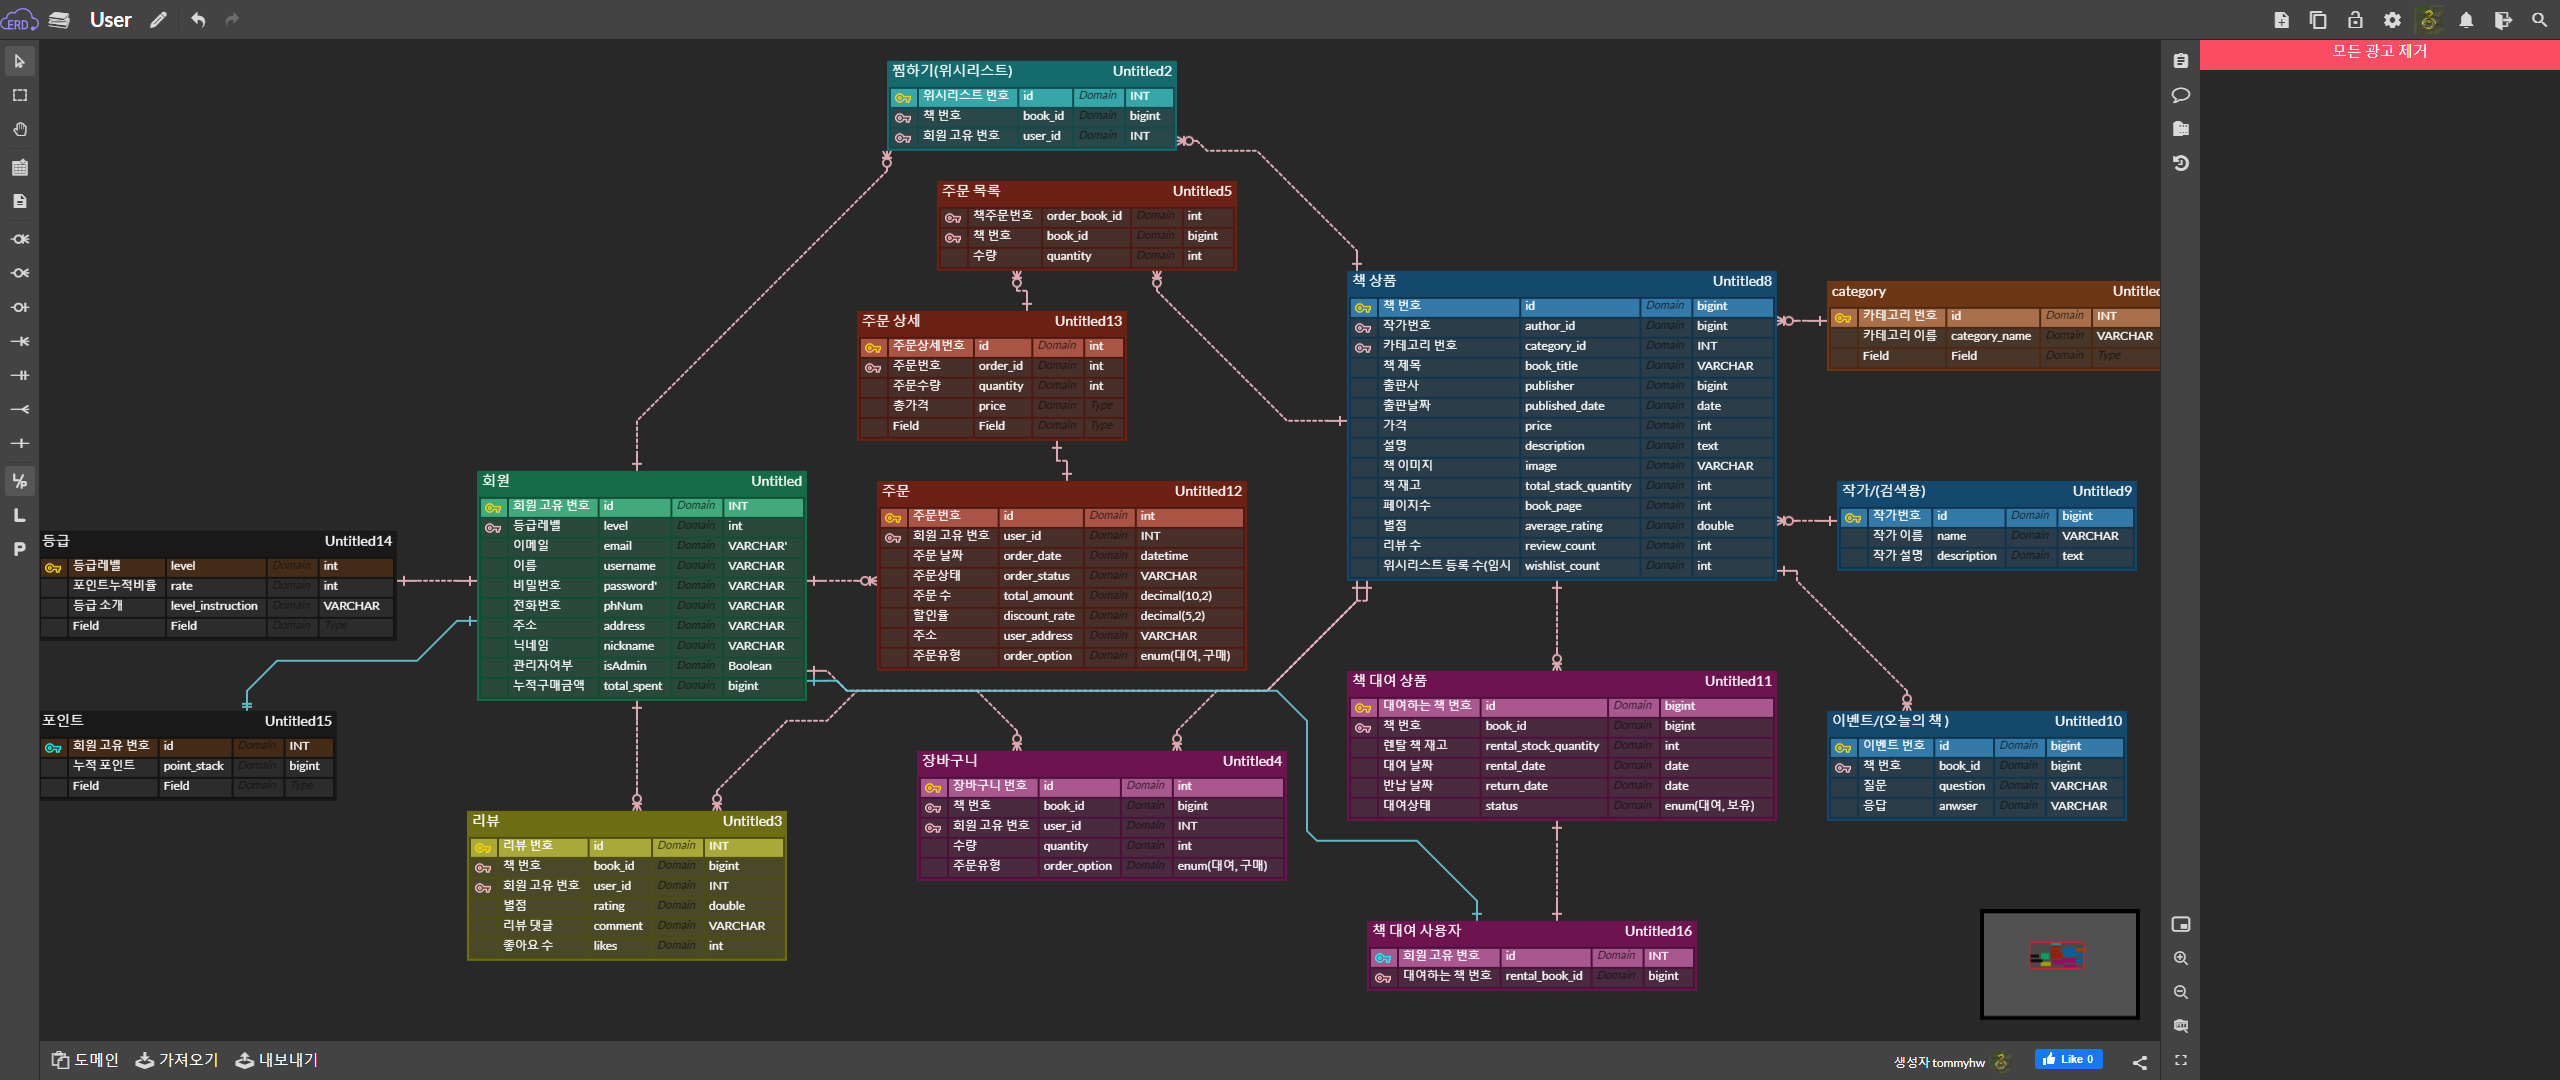 ERD
User
모든 광고 제거
찜하기(위시리스트) Untitled2
위시리스트 번호 id Domain INT
책 번호 book_id Domain bigint
회원 고유 번호 user_id Domain INT
주문 목록 Untitled5
책주문번호 order_book_id Domain int
책 번호 book_id Domain bigint
수량 quantity Domain int
주문 상세 Untitled13
주문상세번호 id Domain int
주문번호 order_id Domain int
주문수량 quantity Domain int
총가격 price Domain Type
Field Field Domain Type
책 상품 Untitled8
책 번호 id Domain bigint
작가번호 author_id Domain bigint
카테고리 번호 category_id Domain INT
책 제목 book_title Domain VARCHAR
출판사 publisher Domain bigint
출판날짜 published_date Domain date
가격 price Domain int
설명 description Domain text
책 이미지 image Domain VARCHAR
책 재고 total_stack_quantity Domain int
페이지수 book_page Domain int
별점 average_rating Domain double
리뷰 수 review_count Domain int
위시리스트 등록 수(임시 wishlist_count Domain int
category Untitled
카테고리 번호 id Domain INT
카테고리 이름 category_name Domain VARCHAR
Field Field Domain Type
회원 Untitled
회원 고유 번호 id Domain INT
등급레벨 level Domain int
이메일 email Domain VARCHAR'
이름 username Domain VARCHAR
비밀번호 password' Domain VARCHAR
전화번호 phNum Domain VARCHAR
주소 address Domain VARCHAR
닉네임 nickname Domain VARCHAR
관리자여부 isAdmin Domain Boolean
누적구매금액 total_spent Domain bigint
주문 Untitled12
주문번호 id Domain int
회원 고유 번호 user_id Domain INT
주문 날짜 order_date Domain datetime
주문상태 order_status Domain VARCHAR
주문 수 total_amount Domain decimal(10,2)
할인율 discount_rate Domain decimal(5,2)
주소 user_address Domain VARCHAR
주문유형 order_option Domain enum(대여, 구매)
작가/(검색용) Untitled9
작가번호 id Domain bigint
작가 이름 name Domain VARCHAR
작가 설명 description Domain text
등급 Untitled14
등급레벨 level Domain int
포인트누적비율 rate Domain int
등급 소개 level_instruction Domain VARCHAR
Field Field Domain Type
포인트 Untitled15
회원 고유 번호 id Domain INT
누적 포인트 point_stack Domain bigint
Field Field Domain Type
책 대여 상품 Untitled11
대여하는 책 번호 id Domain bigint
책 번호 book_id Domain bigint
렌탈 책 재고 rental_stock_quantity Domain int
대여 날짜 rental_date Domain date
반납 날짜 return_date Domain date
대여상태 status Domain enum(대여, 보유)
이벤트/(오늘의 책 ) Untitled10
이벤트 번호 id Domain bigint
책 번호 book_id Domain bigint
질문 question Domain VARCHAR
응답 anwser Domain VARCHAR
장바구니 Untitled4
장바구니 번호 id Domain int
책 번호 book_id Domain bigint
회원 고유 번호 user_id Domain INT
수량 quantity Domain int
주문유형 order_option Domain enum(대여, 구매)
리뷰 Untitled3
리뷰 번호 id Domain INT
책 번호 book_id Domain bigint
회원 고유 번호 user_id Domain INT
별점 rating Domain double
리뷰 댓글 comment Domain VARCHAR
좋아요 수 likes Domain int
책 대여 사용자 Untitled16
회원 고유 번호 id Domain INT
대여하는 책 번호 rental_book_id Domain bigint
L/P
L
P
도메인 가져오기 내보내기
생성자 tommyhw
Like 0